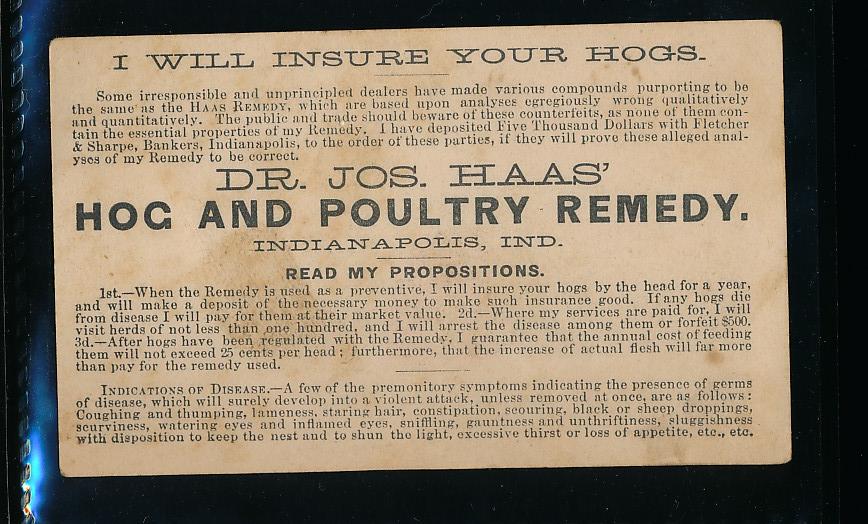 I WILL INSURE YOUR HOGS.
Some irresponsible and unprincipled dealers have made various compounds purporting to be
the same as the HAAS REMEDY, which are based upon analyses egregiously wrong qualitatively
and quantitatively. The public and trade should beware of these counterfeits, as none of them con-
tain the essential properties of my Remedy. I have deposited Five Thousand Dollars with Fletcher
& Sharpe, Bankers, Indianapolis, to the order of these parties, if they will prove these alleged anal-
yses of my Remedy to be correct.
DR. JOS. HAAS'
HOG AND POULTRY REMEDY.
INDIANAPOLIS, IND.
READ MY PROPOSITIONS.
1st.—When the Remedy is used as a preventive, I will insure your hogs by the head for a year,
and will make a deposit of the necessary money to make such insurance good. If any hogs die
from disease I will pay for them at their market value. 2d.—Where my services are paid for, I will
visit herds of not less than one hundred, and I will arrest the disease among them or forfeit $500.
3d.—After hogs have been regulated with the Remedy, I guarantee that the annual cost of feeding
them will not exceed 25 cents per head; furthermore, that the increase of actual flesh will far more
than pay for the remedy used.
INDICATIONS OF DISEASE.—A few of the premonitory symptoms indicating the presence of germs
of disease, which will surely develop into a violent attack, unless removed at once, are as follows:
Coughing and thumping, lameness, staring hair, constipation, scouring, black or sheep droppings,
scurviness, watering eyes and inflamed eyes, sniffling, gauntness and unthriftiness, sluggishness
with disposition to keep the nest and to shun the light, excessive thirst or loss of appetite, etc., etc.